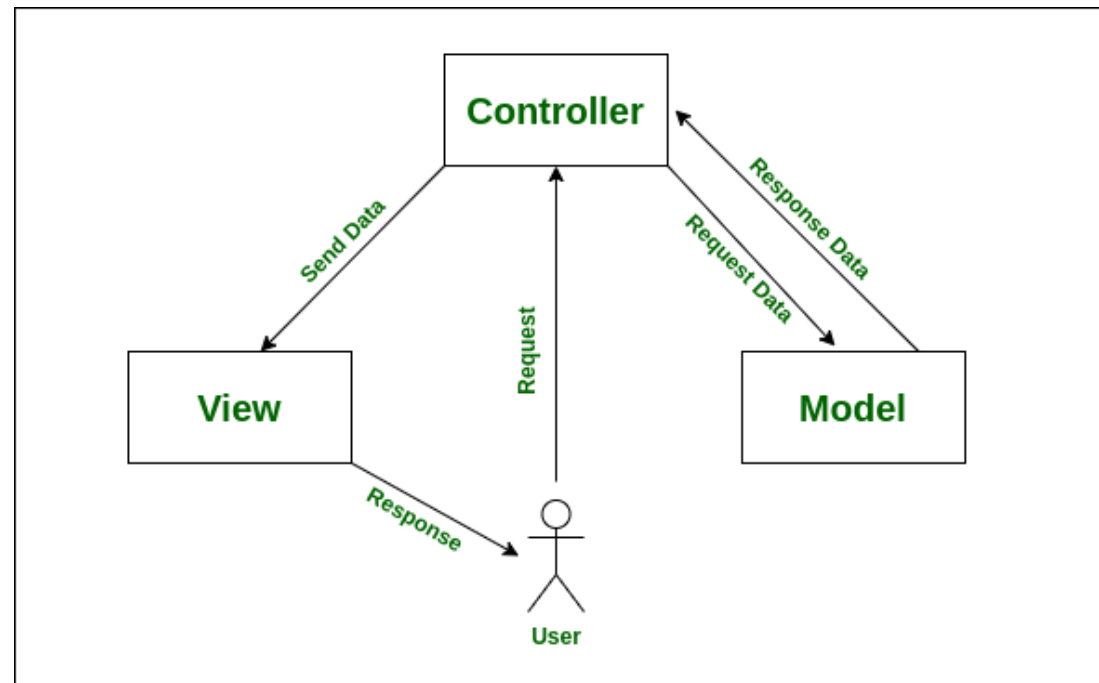 Controller
Send Data
Request
Request Data
Response Data
View
Model
Response
User